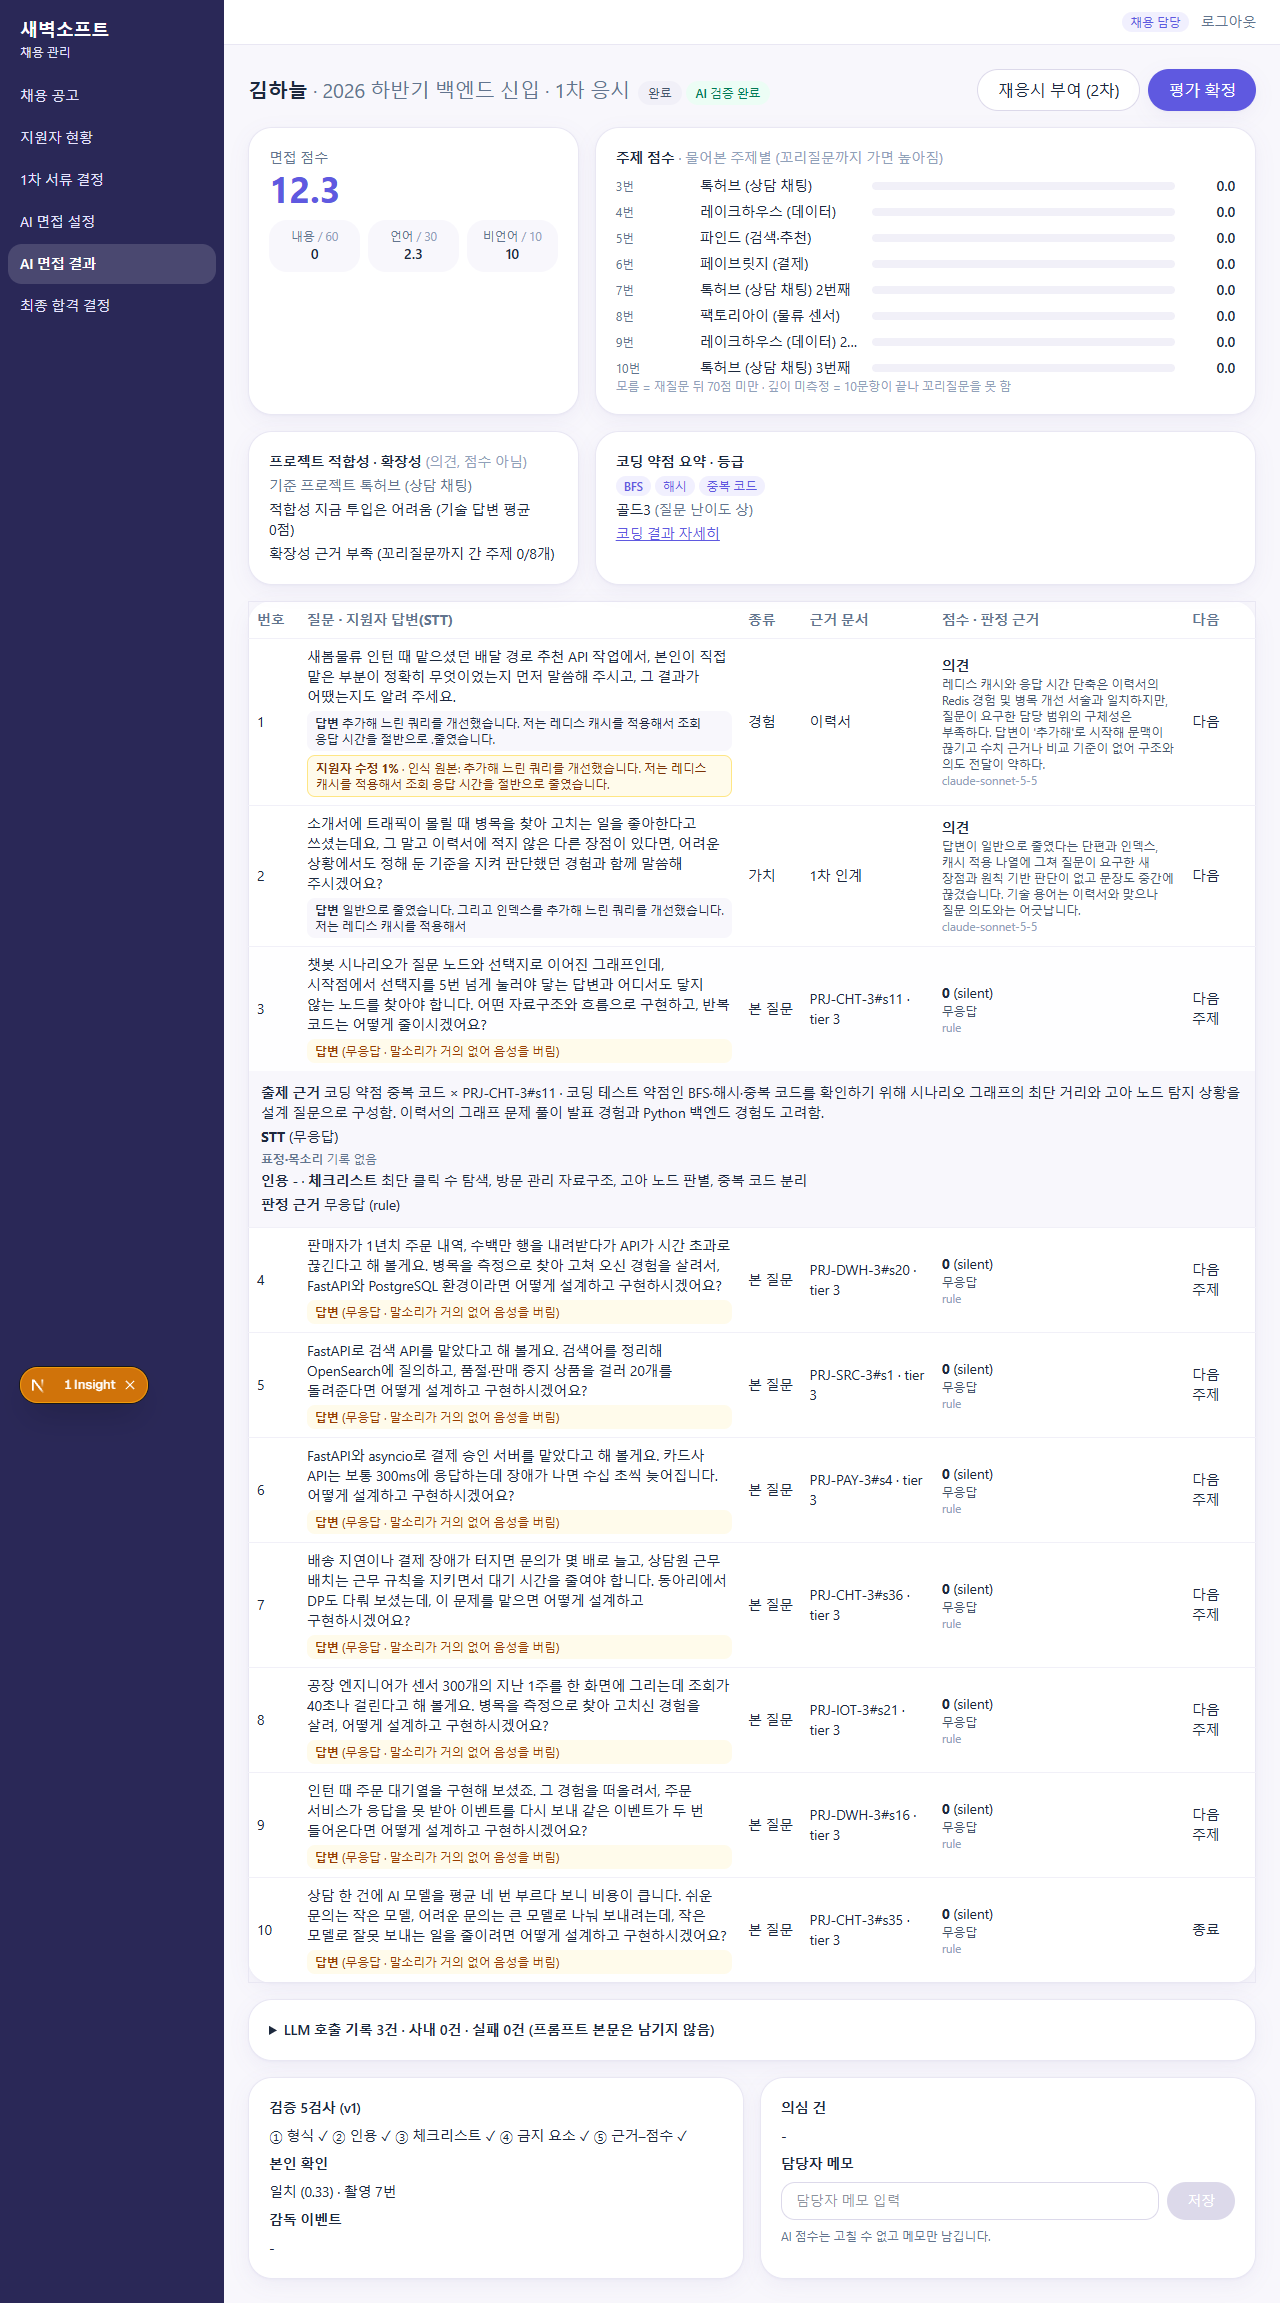 새벽소프트
채용 관리
채용 공고
지원자 현황
1차 서류 결정
AI 면접 설정
AI 면접 결과
최종 합격 결정
채용 담당 로그아웃
김하늘 · 2026 하반기 백엔드 신입 · 1차 응시 완료 AI 검증 완료
재응시 부여 (2차) 평가 확정
면접 점수
12.3
내용 / 60
0
언어 / 30
2.3
비언어 / 10
10
주제 점수 · 물어본 주제별 (꼬리질문까지 가면 높아짐)
3번 톡허브 (상담 채팅) 0.0
4번 레이크하우스 (데이터) 0.0
5번 파인드 (검색·추천) 0.0
6번 페이브릿지 (결제) 0.0
7번 톡허브 (상담 채팅) 2번째 0.0
8번 팩토리아이 (물류 센서) 0.0
9번 레이크하우스 (데이터) 2... 0.0
10번 톡허브 (상담 채팅) 3번째 0.0
모름 = 재질문 뒤 70점 미만 · 깊이 미측정 = 10문항이 끝나 꼬리질문을 못 함
프로젝트 적합성 · 확장성 (의견, 점수 아님)
기준 프로젝트 톡허브 (상담 채팅)
적합성 지금 투입은 어려움 (기술 답변 평균
0점)
확장성 근거 부족 (꼬리질문까지 간 주제 0/8개)
코딩 약점 요약 · 등급
BFS 해시 중복 코드
골드3 (질문 난이도 상)
코딩 결과 자세히
번호 질문 · 지원자 답변(STT) 종류 근거 문서 점수 · 판정 근거 다음
1
새봄물류 인턴 때 맡으셨던 배달 경로 추천 API 작업에서, 본인이 직접
맡은 부분이 정확히 무엇이었는지 먼저 말씀해 주시고, 그 결과가
어땠는지도 알려 주세요.
답변 추가해 느린 쿼리를 개선했습니다. 저는 레디스 캐시를 적용해서 조회
응답 시간을 절반으로 .줄였습니다.
지원자 수정 1% · 인식 원본: 추가해 느린 쿼리를 개선했습니다. 저는 레디스
캐시를 적용해서 조회 응답 시간을 절반으로 줄였습니다.
경험
이력서
의견
레디스 캐시와 응답 시간 단축은 이력서의
Redis 경험 및 병목 개선 서술과 일치하지만,
질문이 요구한 담당 범위의 구체성은
부족하다. 답변이 '추가해'로 시작해 문맥이
끊기고 수치 근거나 비교 기준이 없어 구조와
의도 전달이 약하다.
claude-sonnet-5-5
다음
2
소개서에 트래픽이 몰릴 때 병목을 찾아 고치는 일을 좋아한다고
쓰셨는데요, 그 말고 이력서에 적지 않은 다른 장점이 있다면, 어려운
상황에서도 정해 둔 기준을 지켜 판단했던 경험과 함께 말씀해
주시겠어요?
답변 일반으로 줄였습니다. 그리고 인덱스를 추가해 느린 쿼리를 개선했습니다.
저는 레디스 캐시를 적용해서
가치
1차 인계
의견
답변이 일반으로 줄였다는 단편과 인덱스,
캐시 적용 나열에 그쳐 질문이 요구한 새
장점과 원칙 기반 판단이 없고 문장도 중간에
끊겼습니다. 기술 용어는 이력서와 맞으나
질문 의도와는 어긋납니다.
claude-sonnet-5-5
다음
3
챗봇 시나리오가 질문 노드와 선택지로 이어진 그래프인데,
시작점에서 선택지를 5번 넘게 눌러야 닿는 답변과 어디서도 닿지
않는 노드를 찾아야 합니다. 어떤 자료구조와 흐름으로 구현하고, 반복
코드는 어떻게 줄이시겠어요?
답변 (무응답 · 말소리가 거의 없어 음성을 버림)
본 질문
PRJ-CHT-3#s11 ·
tier 3
0 (silent)
무응답
rule
다음
주제
출제 근거 코딩 약점 중복 코드 × PRJ-CHT-3#s11 · 코딩 테스트 약점인 BFS·해시·중복 코드를 확인하기 위해 시나리오 그래프의 최단 거리와 고아 노드 탐지 상황을
설계 질문으로 구성함. 이력서의 그래프 문제 풀이 발표 경험과 Python 백엔드 경험도 고려함.
STT (무응답)
표정·목소리 기록 없음
인용 - · 체크리스트 최단 클릭 수 탐색, 방문 관리 자료구조, 고아 노드 판별, 중복 코드 분리
판정 근거 무응답 (rule)
4
판매자가 1년치 주문 내역, 수백만 행을 내려받다가 API가 시간 초과로
끊긴다고 해 볼게요. 병목을 측정으로 찾아 고쳐 오신 경험을 살려서,
FastAPI와 PostgreSQL 환경이라면 어떻게 설계하고 구현하시겠어요?
답변 (무응답 · 말소리가 거의 없어 음성을 버림)
본 질문
PRJ-DWH-3#s20 ·
tier 3
0 (silent)
무응답
rule
다음
주제
5
FastAPI로 검색 API를 맡았다고 해 볼게요. 검색어를 정리해
OpenSearch에 질의하고, 품절·판매 중지 상품을 걸러 20개를
돌려준다면 어떻게 설계하고 구현하시겠어요?
답변 (무응답 · 말소리가 거의 없어 음성을 버림)
본 질문
PRJ-SRC-3#s1 · tier
3
0 (silent)
무응답
rule
다음
주제
6
FastAPI와 asyncio로 결제 승인 서버를 맡았다고 해 볼게요. 카드사
API는 보통 300ms에 응답하는데 장애가 나면 수십 초씩 늦어집니다.
어떻게 설계하고 구현하시겠어요?
답변 (무응답 · 말소리가 거의 없어 음성을 버림)
본 질문
PRJ-PAY-3#s4 · tier
3
0 (silent)
무응답
rule
다음
주제
7
배송 지연이나 결제 장애가 터지면 문의가 몇 배로 늘고, 상담원 근무
배치는 근무 규칙을 지키면서 대기 시간을 줄여야 합니다. 동아리에서
DP도 다뤄 보셨는데, 이 문제를 맡으면 어떻게 설계하고
구현하시겠어요?
답변 (무응답 · 말소리가 거의 없어 음성을 버림)
본 질문
PRJ-CHT-3#s36 ·
tier 3
0 (silent)
무응답
rule
다음
주제
8
공장 엔지니어가 센서 300개의 지난 1주를 한 화면에 그리는데 조회가
40초나 걸린다고 해 볼게요. 병목을 측정으로 찾아 고치신 경험을
살려, 어떻게 설계하고 구현하시겠어요?
답변 (무응답 · 말소리가 거의 없어 음성을 버림)
본 질문
PRJ-IOT-3#s21 ·
tier 3
0 (silent)
무응답
rule
다음
주제
9
인턴 때 주문 대기열을 구현해 보셨죠. 그 경험을 떠올려서, 주문
서비스가 응답을 못 받아 이벤트를 다시 보내 같은 이벤트가 두 번
들어온다면 어떻게 설계하고 구현하시겠어요?
답변 (무응답 · 말소리가 거의 없어 음성을 버림)
본 질문
PRJ-DWH-3#s16 ·
tier 3
0 (silent)
무응답
rule
다음
주제
10
상담 한 건에 AI 모델을 평균 네 번 부르다 보니 비용이 큽니다. 쉬운
문의는 작은 모델, 어려운 문의는 큰 모델로 나눠 보내려는데, 작은
모델로 잘못 보내는 일을 줄이려면 어떻게 설계하고 구현하시겠어요?
답변 (무응답 · 말소리가 거의 없어 음성을 버림)
본 질문
PRJ-CHT-3#s35 ·
tier 3
0 (silent)
무응답
rule
종료
1 Insight
LLM 호출 기록 3건 · 사내 0건 · 실패 0건 (프롬프트 본문은 남기지 않음)
검증 5검사 (v1)
① 형식 ✓ ② 인용 ✓ ③ 체크리스트 ✓ ④ 금지 요소 ✓ ⑤ 근거–점수 ✓
본인 확인
일치 (0.33) · 촬영 7번
감독 이벤트
-
의심 건
-
담당자 메모
담당자 메모 입력 저장
AI 점수는 고칠 수 없고 메모만 남깁니다.